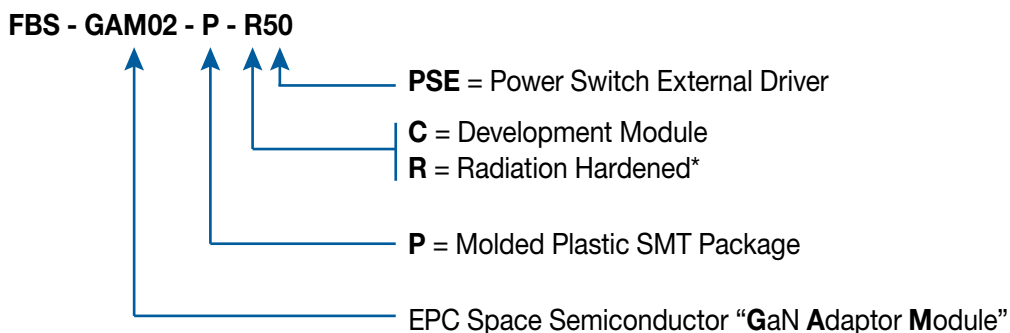 FBS - GAM02 - P - R50
PSE = Power Switch External Driver
C = Development Module
R = Radiation Hardened*
P = Molded Plastic SMT Package
EPC Space Semiconductor “GaN Adaptor Module”